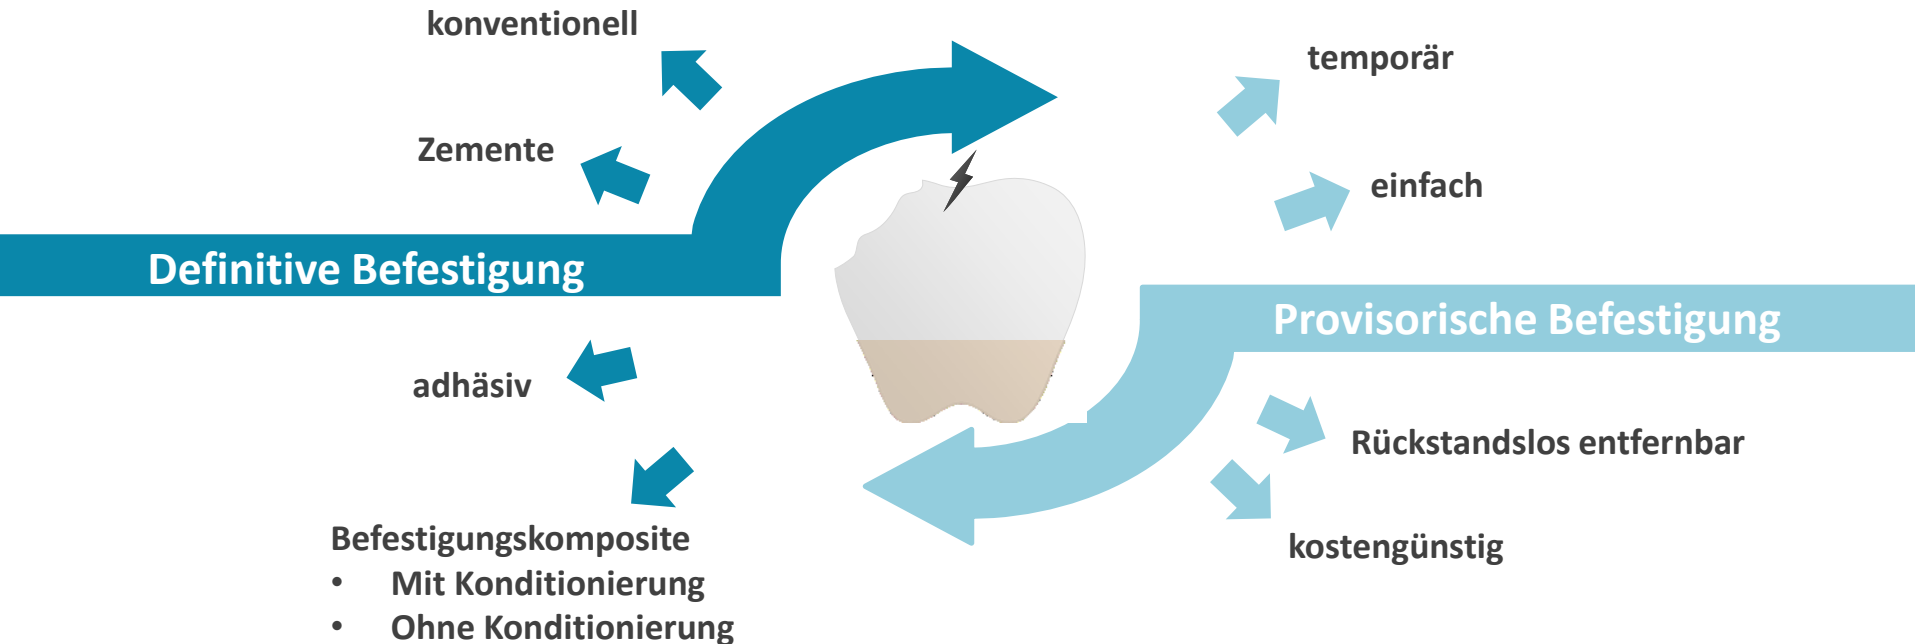 konventionell
Zemente
Definitive Befestigung
adhäsiv
Befestigungskomposite
• Mit Konditionierung
• Ohne Konditionierung
temporär
einfach
Provisorische Befestigung
Rückstandslos entfernbar
kostengünstig